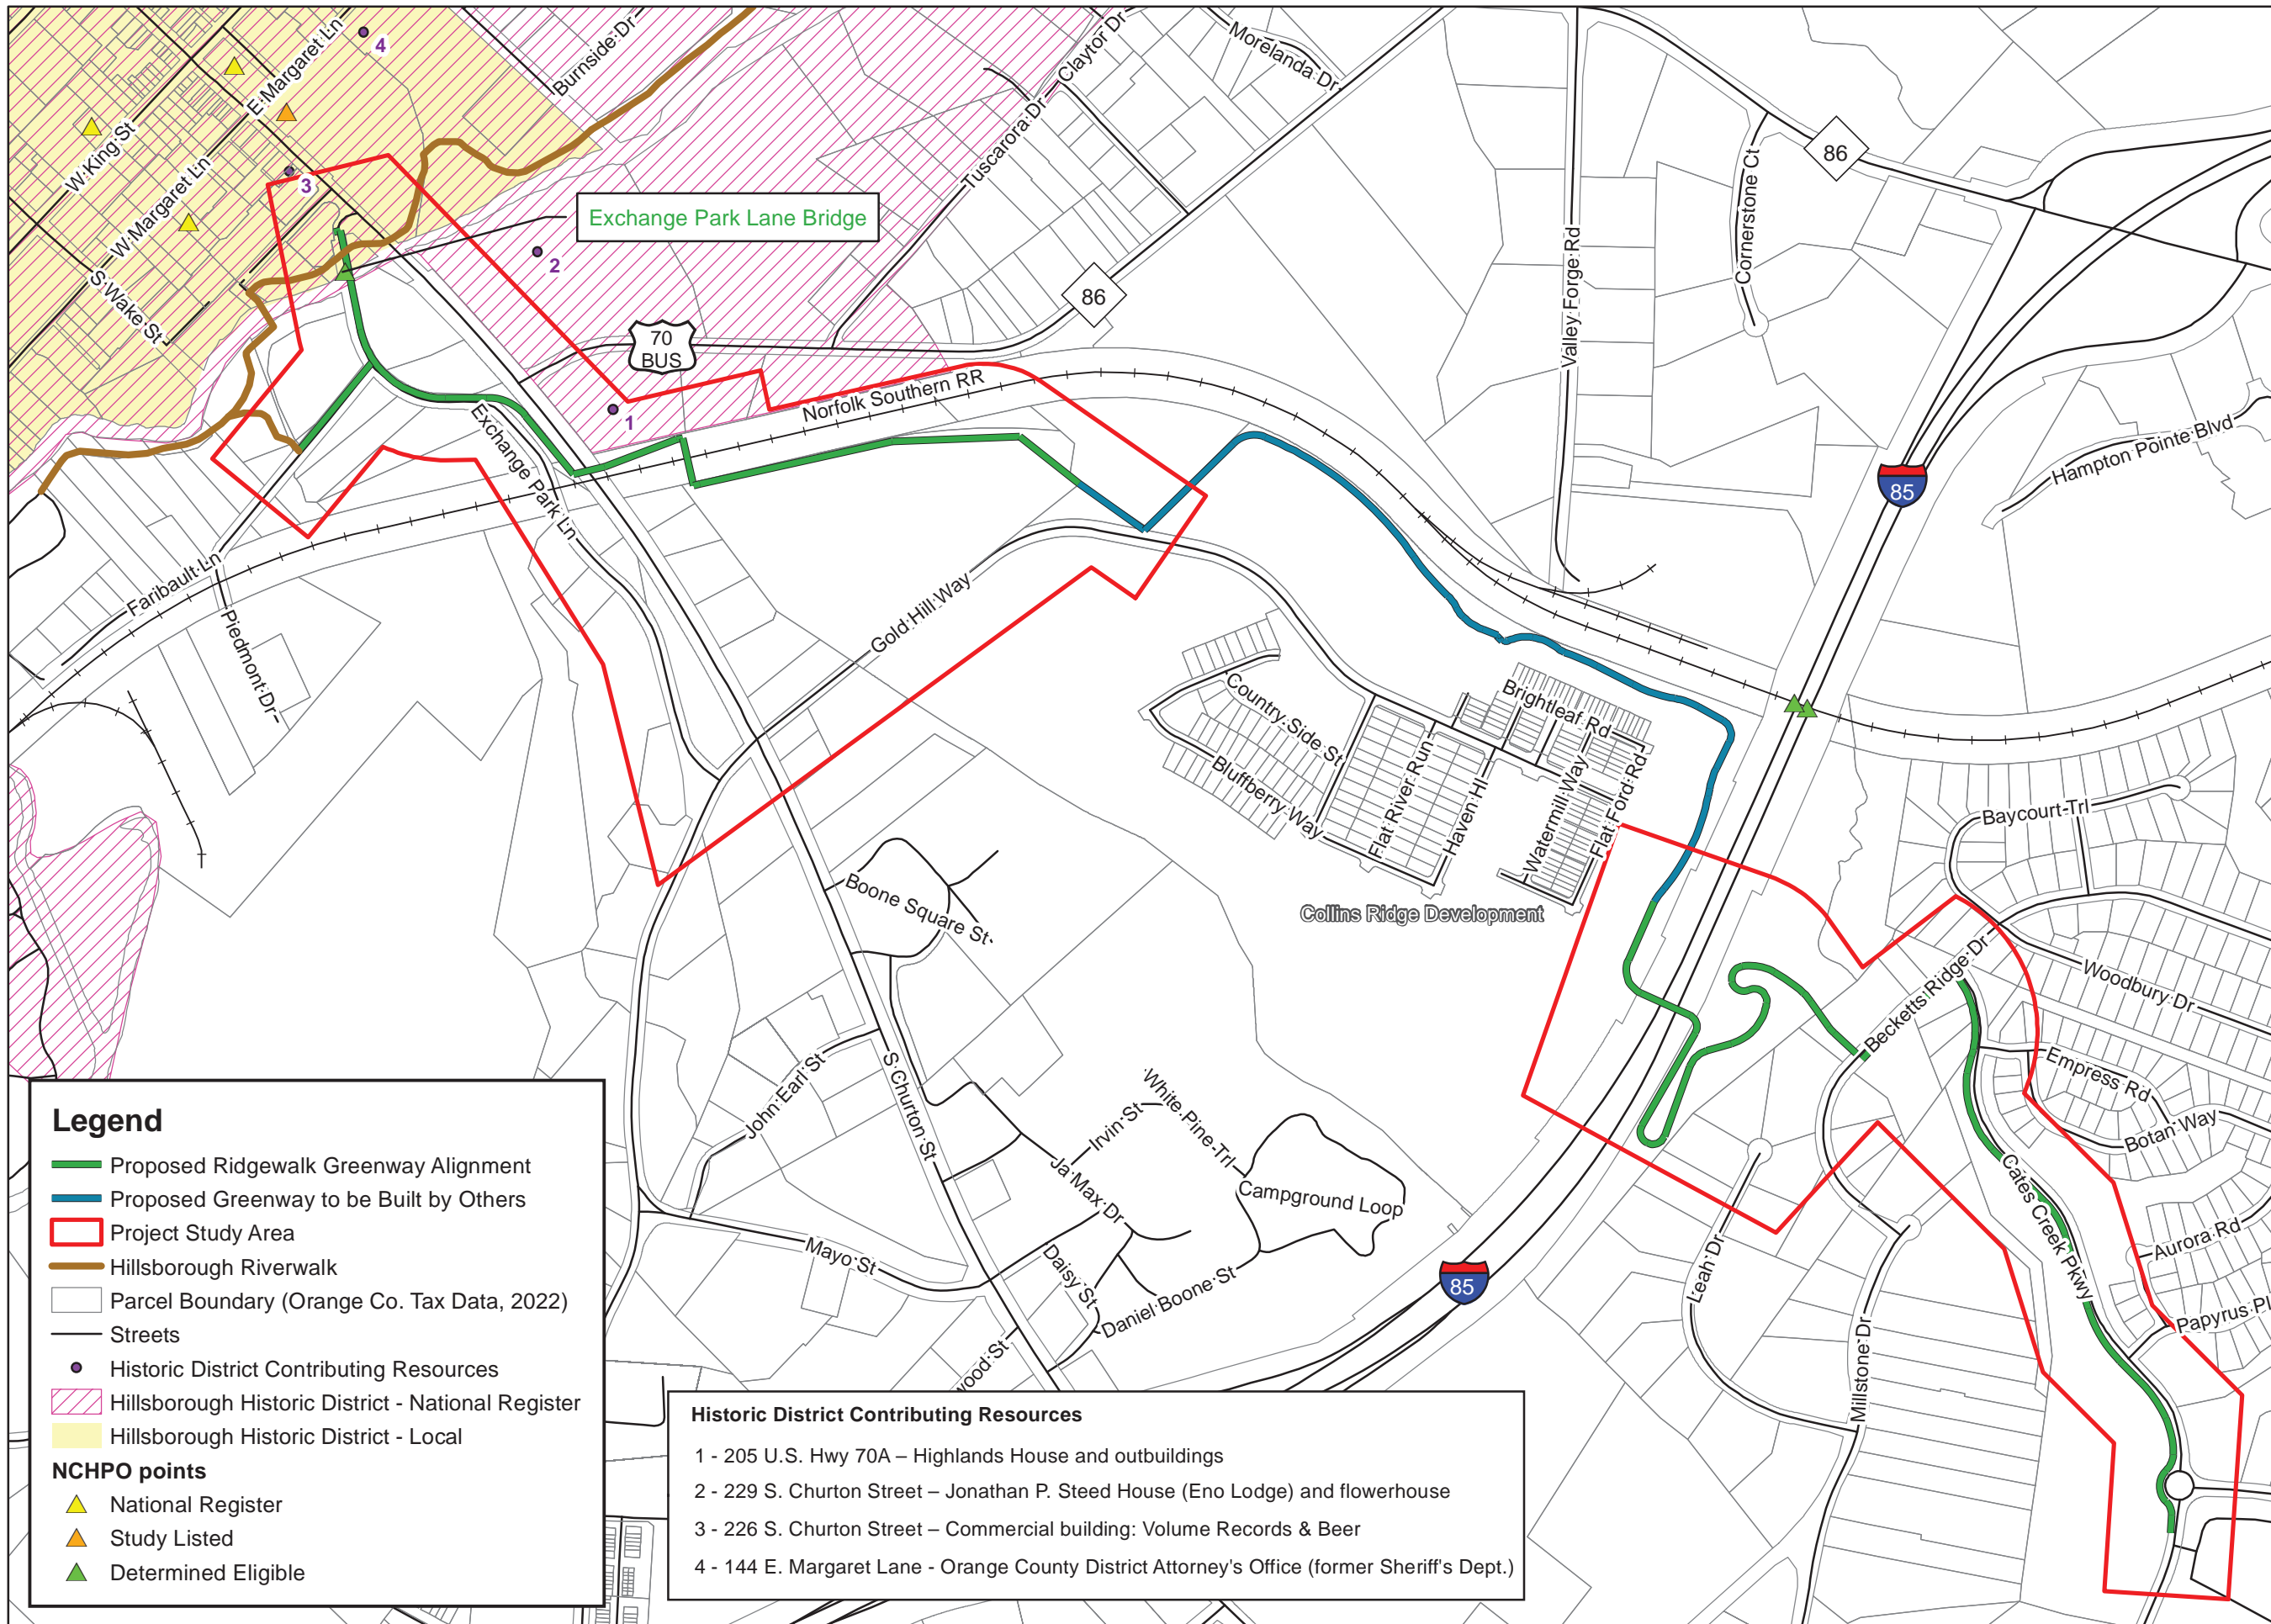 4
E Margaret Ln
Burnside Dr
Claytor Dr
Morelanda Dr
86
W King St
W Margaret Ln
3
Tuscarora Dr
Cornerstone Ct
Exchange Park Lane Bridge
2
S Wake St
86
Valley Forge Rd
70
BUS
Norfolk Southern RR
1
Exchange Park Ln
Hampton Pointe Blvd
85
Faribault Ln
Piedmont Dr
Gold Hill Way
Country Side St
Brightleaf Rd
Bluffberry Way
Flat River Run
Haven Hl
Watermill Way
Flat Ford Rd
Baycourt Trl
Boone Square St
Collins Ridge Development
Becketts Ridge Dr
Woodbury Dr
Empress Rd
Botan Way
John Earl St
S Churton St
White Pine Trl
Irvin St
Ja Max Dr
Campground Loop
Cates Creek Pkwy
Aurora Rd
Papyrus Pl
Mayo St
Daisy St
Daniel Boone St
85
Leah Dr
Millstone Dr
wood St
Legend
Proposed Ridgewalk Greenway Alignment
Proposed Greenway to be Built by Others
Project Study Area
Hillsborough Riverwalk
Parcel Boundary (Orange Co. Tax Data, 2022)
Streets
Historic District Contributing Resources
Hillsborough Historic District - National Register
Hillsborough Historic District - Local
NCHPO points
National Register
Study Listed
Determined Eligible
Historic District Contributing Resources
1 - 205 U.S. Hwy 70A – Highlands House and outbuildings
2 - 229 S. Churton Street – Jonathan P. Steed House (Eno Lodge) and flowerhouse
3 - 226 S. Churton Street – Commercial building: Volume Records & Beer
4 - 144 E. Margaret Lane - Orange County District Attorney's Office (former Sheriff's Dept.)